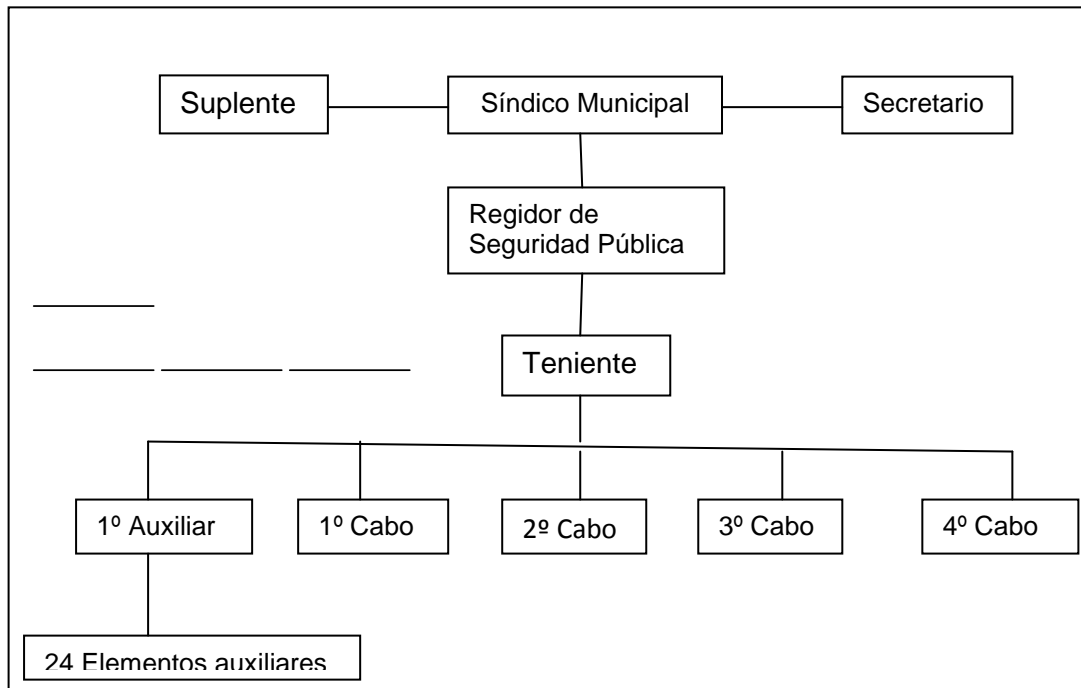 Suplente
Síndico Municipal
Secretario
Regidor de
Seguridad Pública
Teniente
1º Auxiliar
1º Cabo
2º Cabo
3º Cabo
4º Cabo
24 Elementos auxiliares